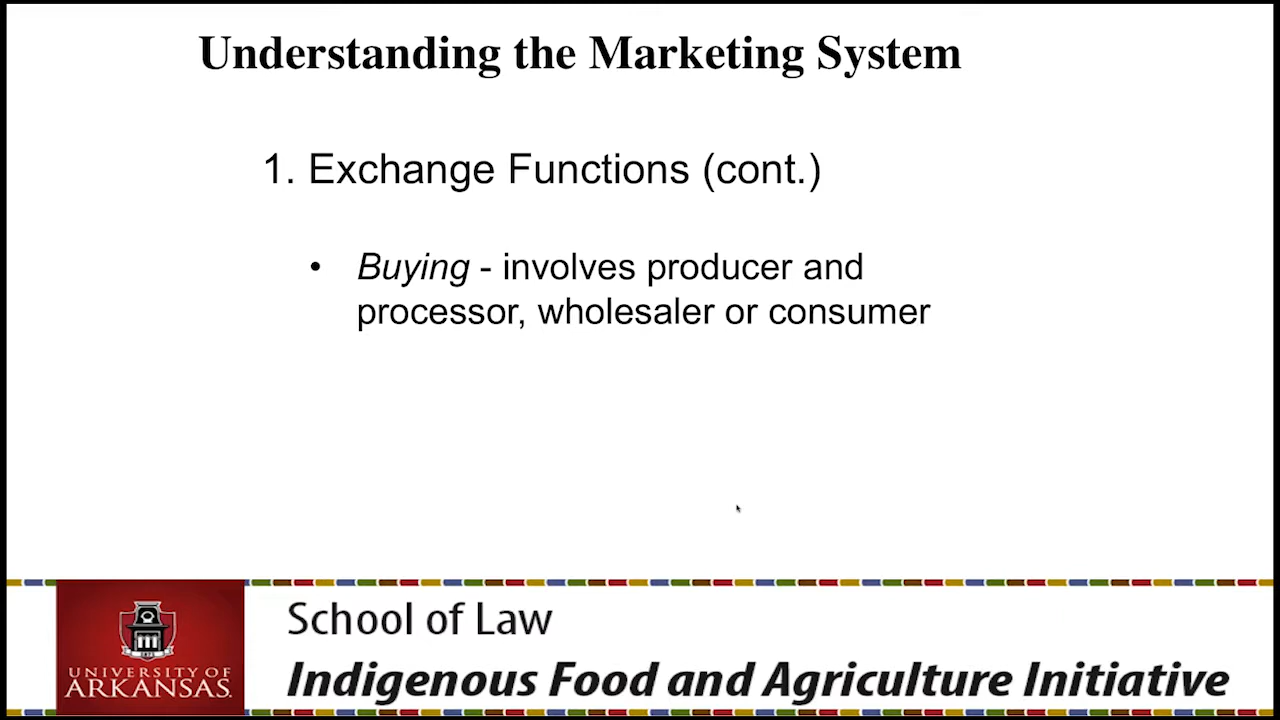 Understanding the Marketing System
1. Exchange Functions (cont.)
• Buying - involves producer and
processor, wholesaler or consumer
School of Law
UNIVERSITY OF
ARKANSAS.
Indigenous Food and Agriculture Initiative